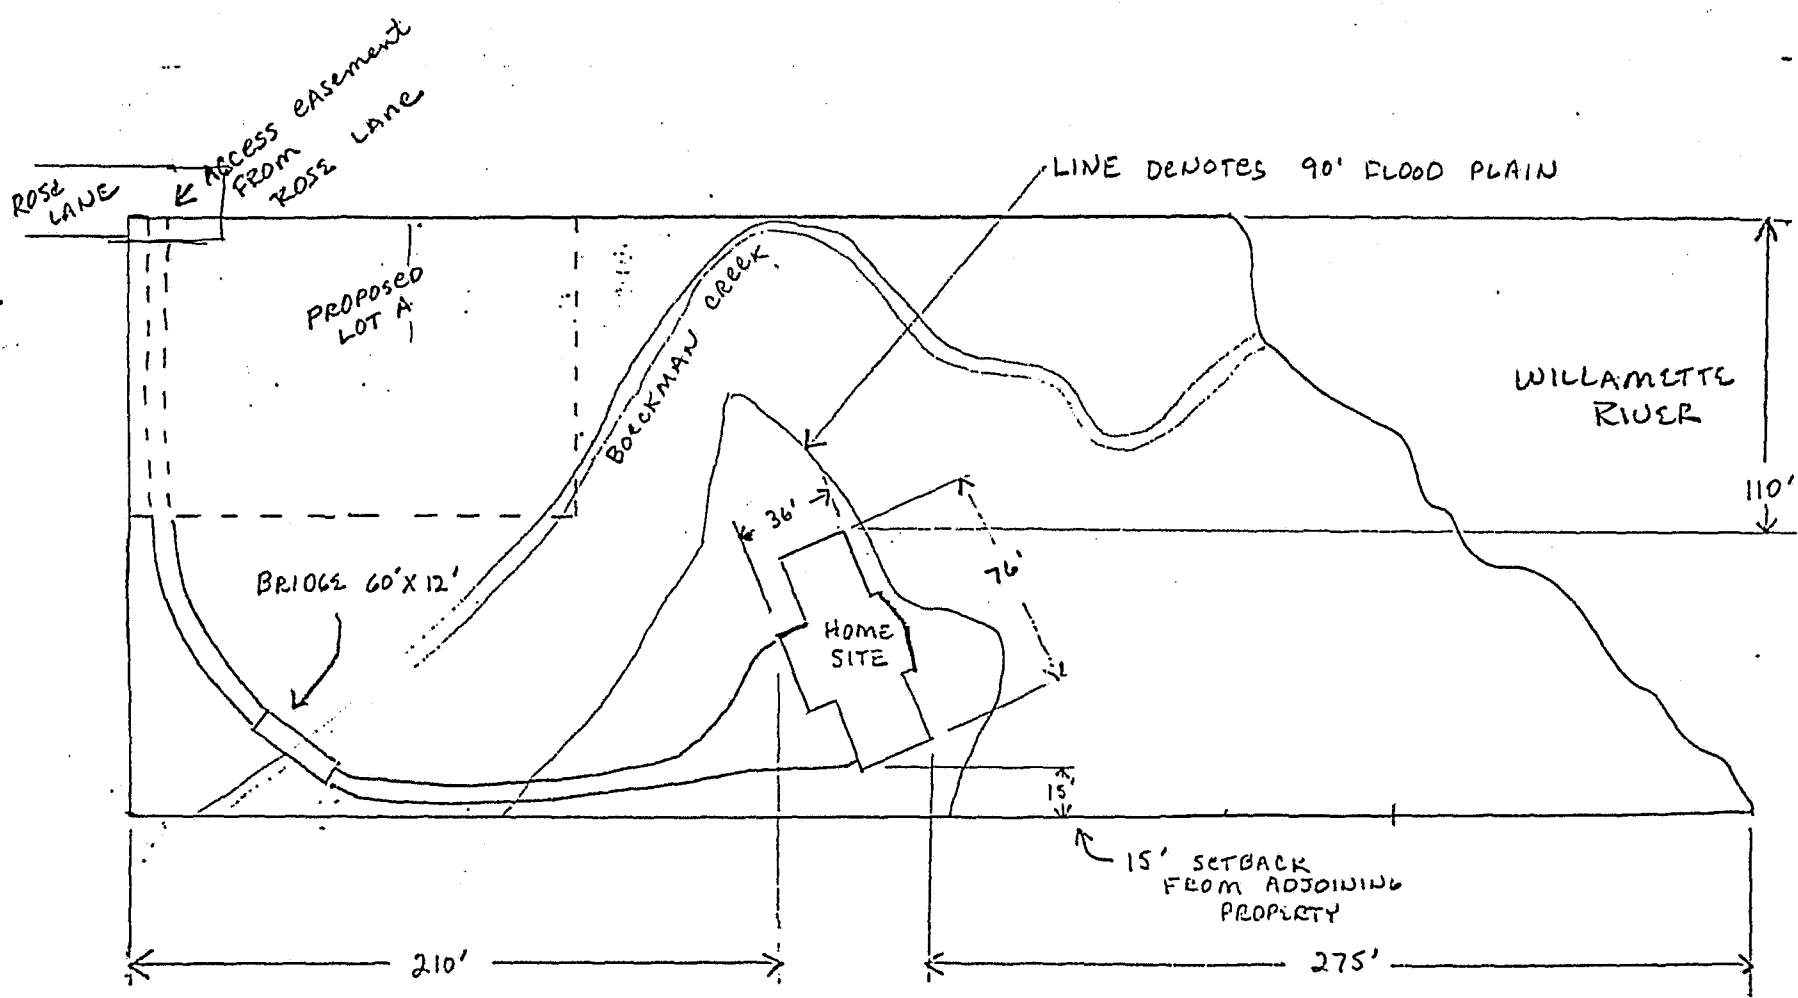 ACCESS EASEMENT
FROM
ROSE LANE
ROSE
LANE
LINE DENOTES 90' FLOOD PLAIN
PROPOSED
LOT A
BOECKMAN CREEK
WILLAMETTE
RIVER
110'
36'
76'
BRIDGE 60'X12'
HOME
SITE
15'
15' SETBACK
FROM ADJOINING
PROPERTY
210'
275'